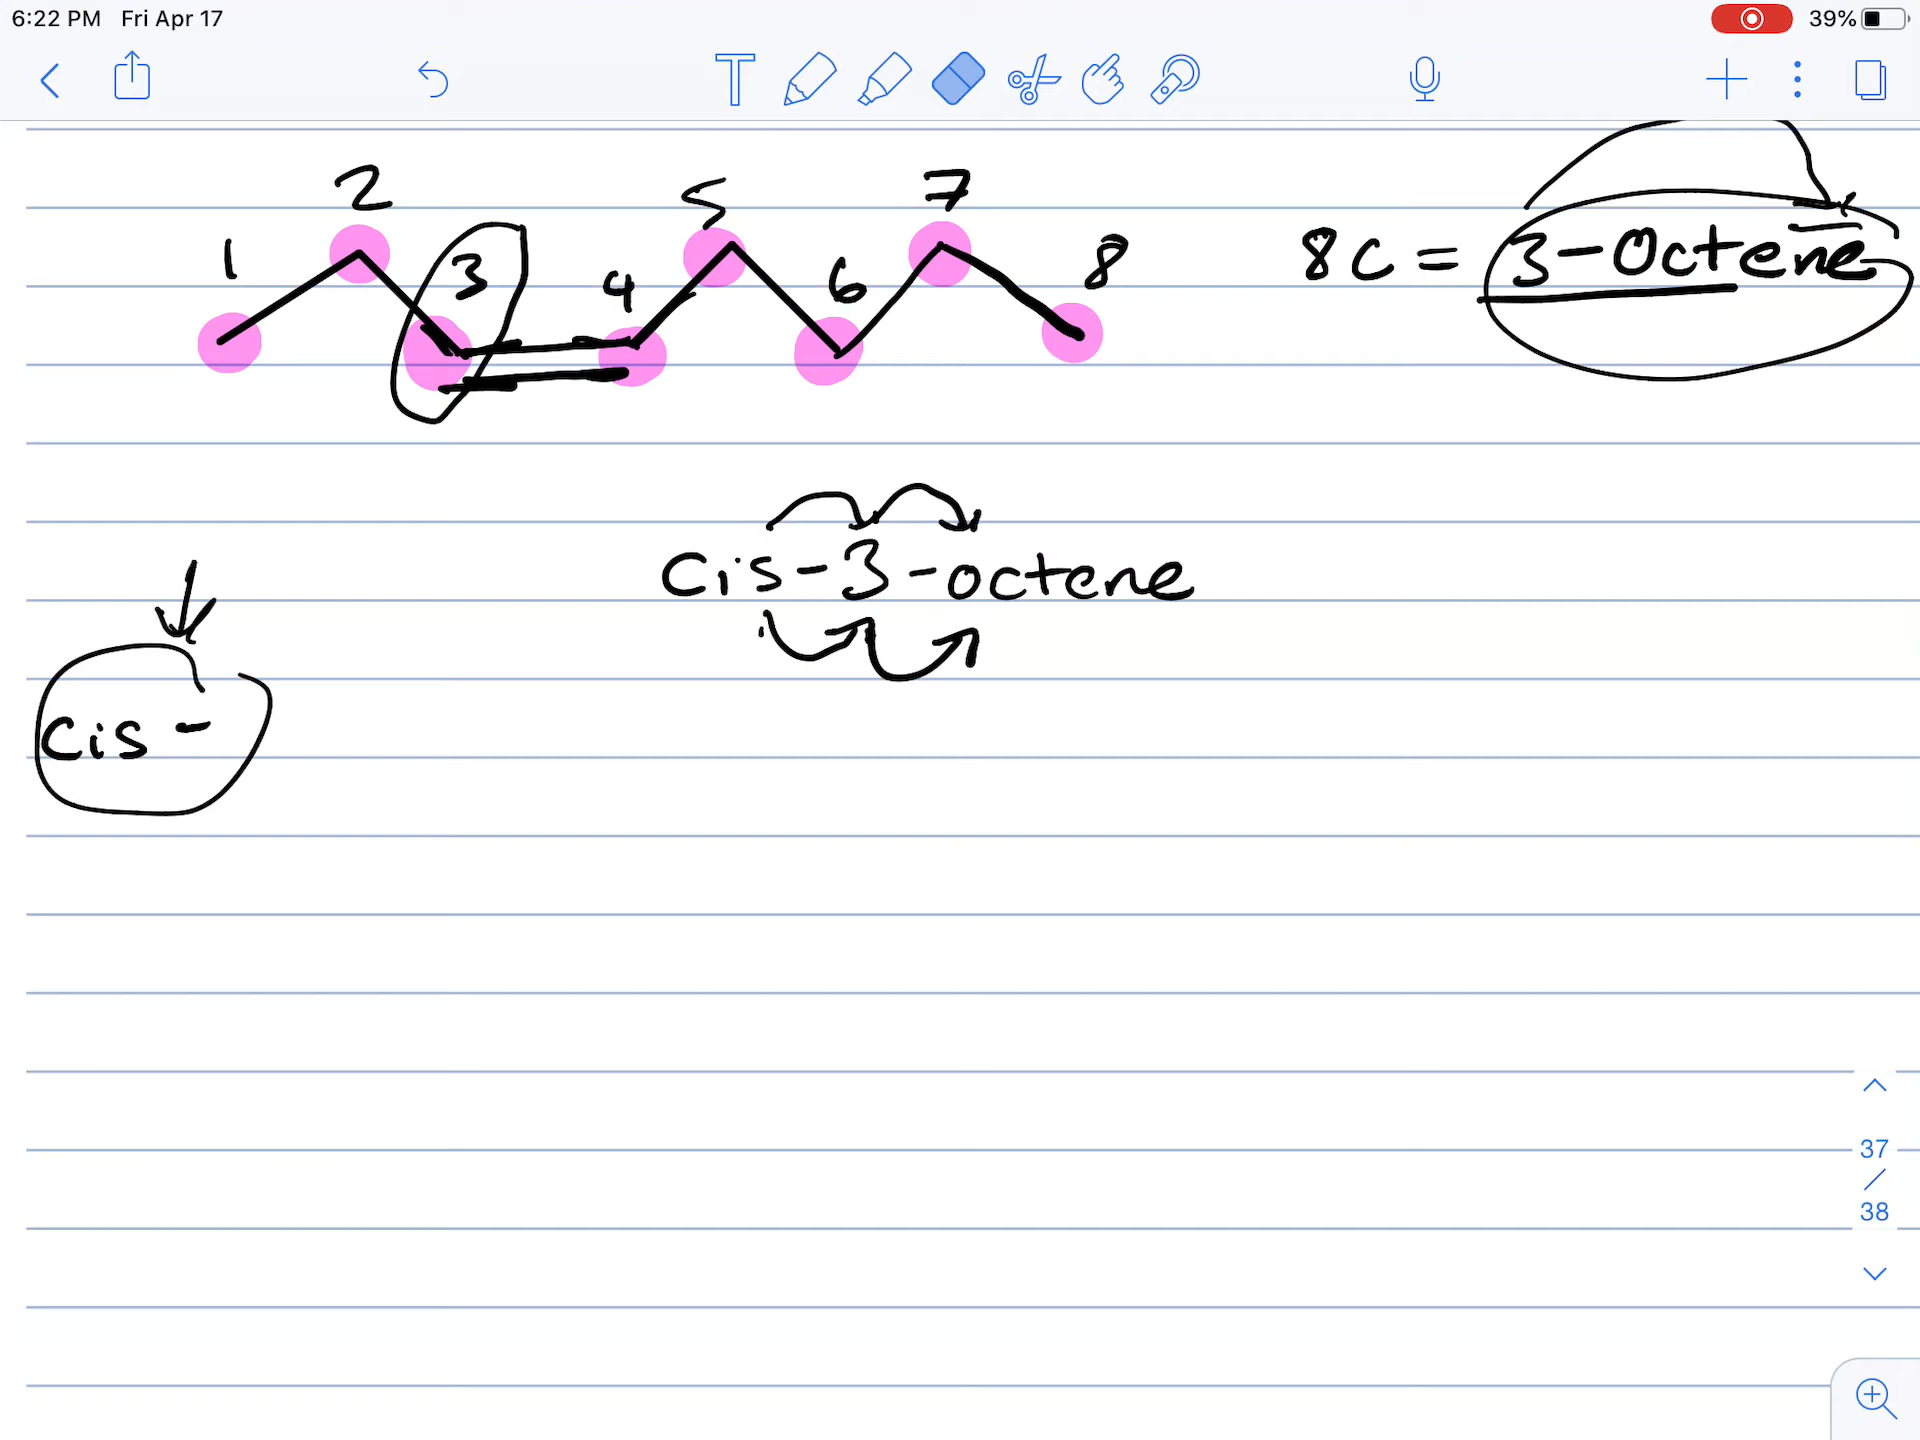 6:22 PM Fri Apr 17 39%
T
2 5 7
1 3 4 6 8
8C = 3-Octene
Cis-3-octene
Cis -
37
/
38